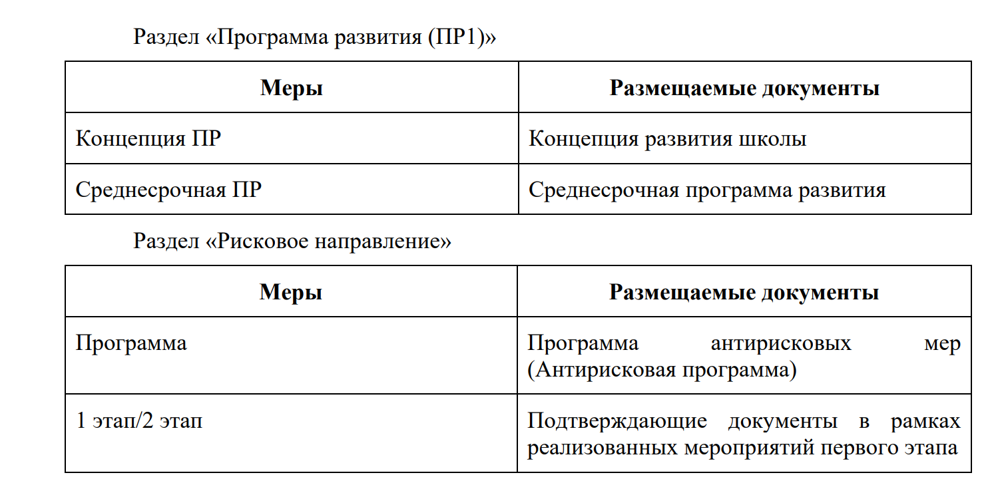 Раздел «Программа развития (ПР1)»
Меры
Размещаемые документы
Концепция ПР
Концепция развития школы
Среднесрочная ПР
Среднесрочная программа развития
Раздел «Рисковое направление»
Меры
Размещаемые документы
Программа
Программа антирисковых мер
(Антирисковая программа)
1 этап/2 этап
Подтверждающие документы в рамках
реализованных мероприятий первого этапа